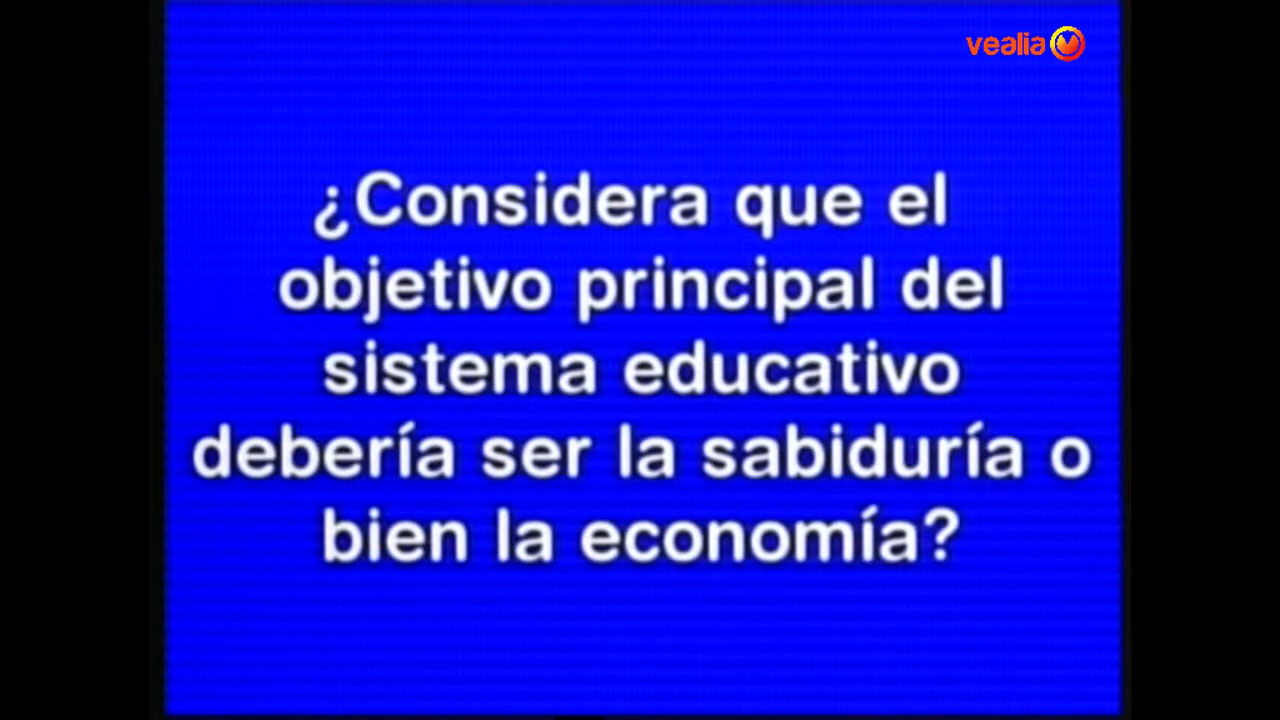 vealia
¿Considera que el
objetivo principal del
sistema educativo
debería ser la sabiduría o
bien la economía?